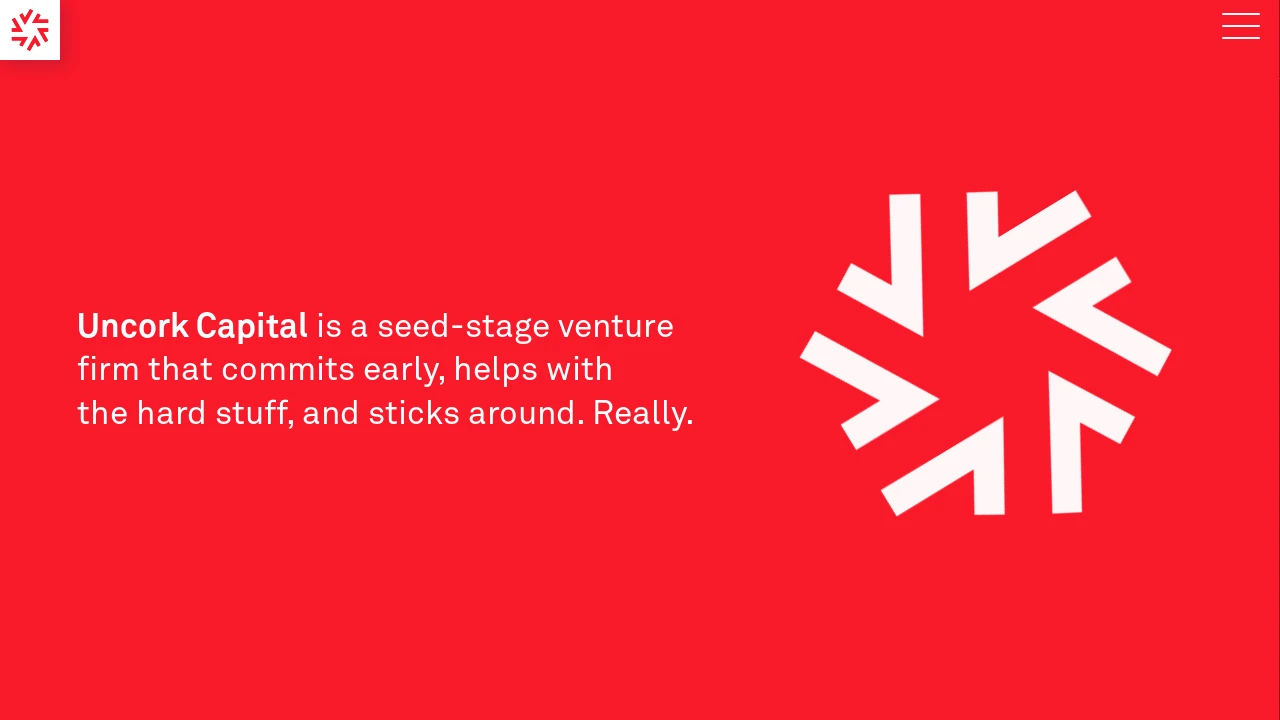 Uncork Capital is a seed-stage venture
firm that commits early, helps with
the hard stuff, and sticks around. Really.